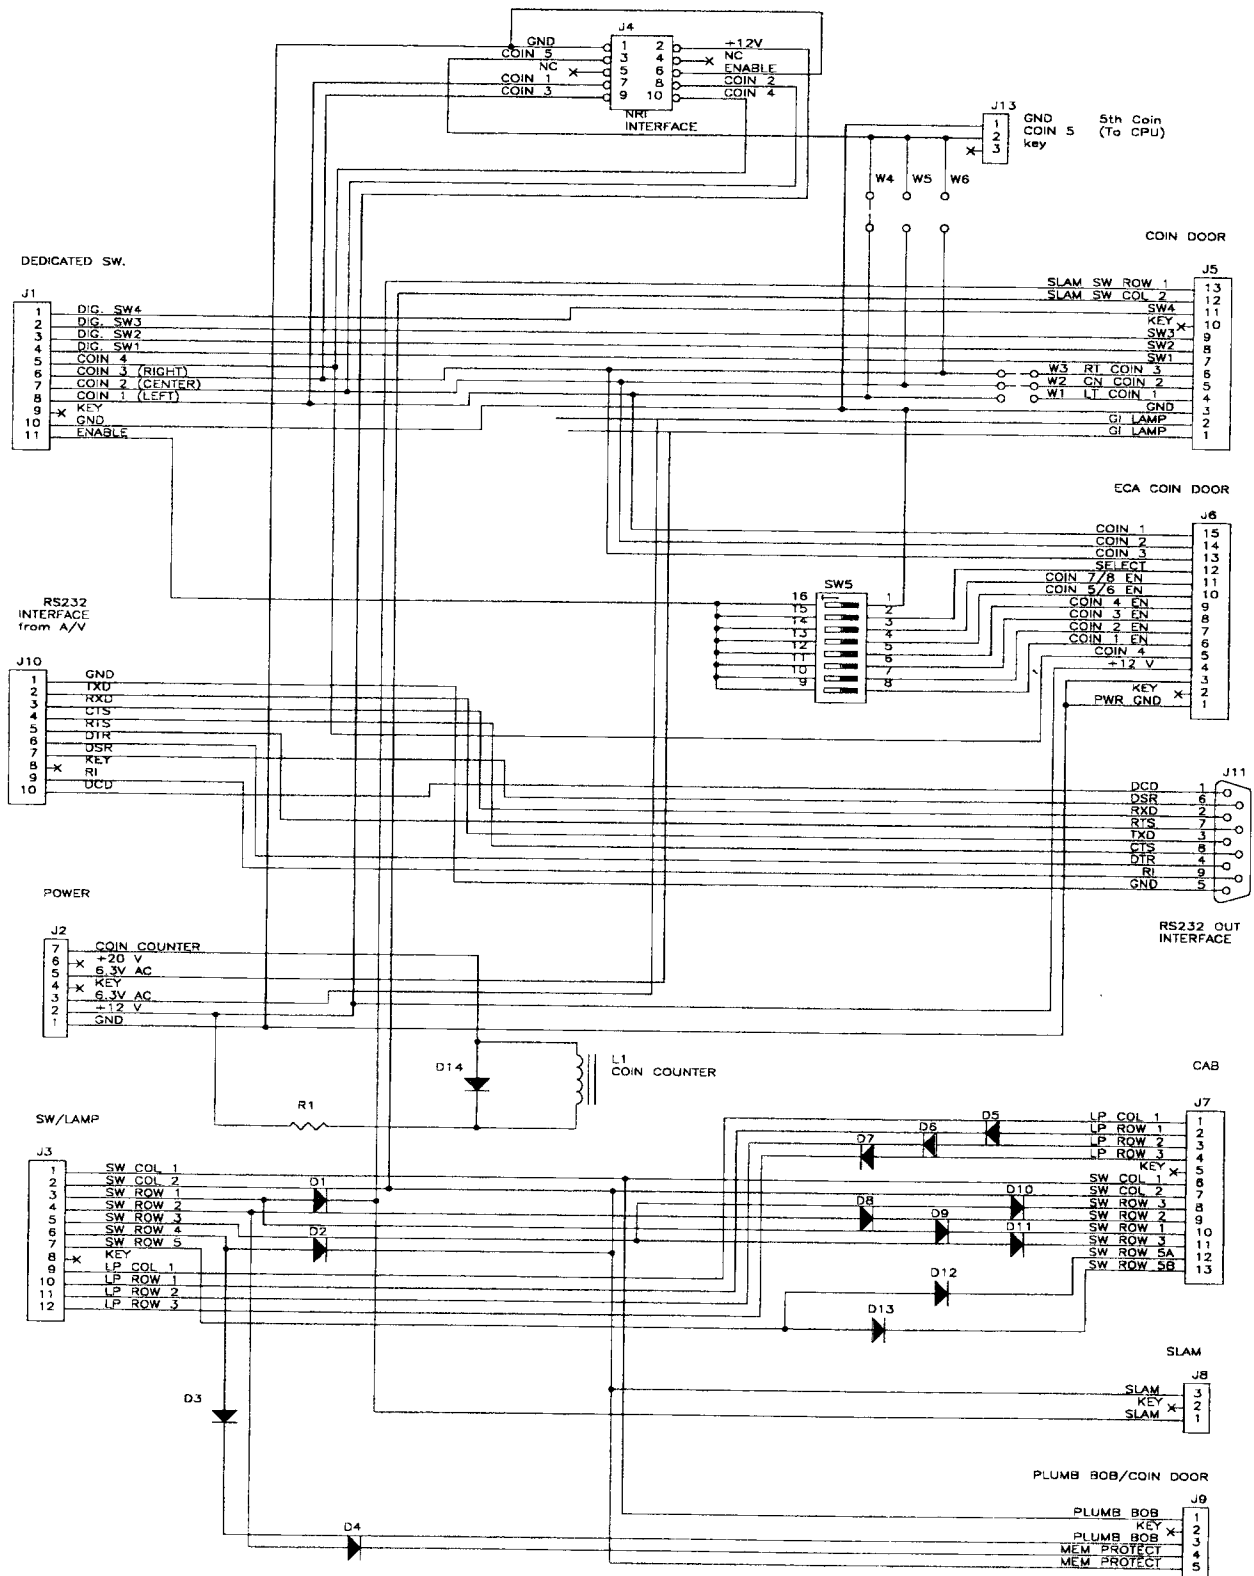 J4
GND 1 2 +12V
COIN 5 3 4 NC
NC 5 6 ENABLE
COIN 1 7 8 COIN 2
COIN 3 9 10 COIN 4
NRI
INTERFACE
J13
1 GND 5th Coin
2 COIN 5 (To CPU)
3 key
W4 W5 W6
COIN DOOR
J5
SLAM SW ROW 1 13
SLAM SW COL 2 12
SW4 11
KEY 10
SW3 9
SW2 8
SW1 7
W3 RT COIN 3 6
W2 CN COIN 2 5
W1 LT COIN 1 4
GND 3
GI LAMP 2
GI LAMP 1
DEDICATED SW.
J1
1 DIG. SW4
2 DIG. SW3
3 DIG. SW2
4 DIG. SW1
5 COIN 4
6 COIN 3 (RIGHT)
7 COIN 2 (CENTER)
8 COIN 1 (LEFT)
9 KEY
10 GND
11 ENABLE
ECA COIN DOOR
J6
COIN 1 15
COIN 2 14
COIN 3 13
SELECT 12
COIN 7/8 EN 11
COIN 5/6 EN 10
COIN 4 EN 9
COIN 3 EN 8
COIN 2 EN 7
COIN 1 EN 6
COIN 4 5
+12 V 4
3
KEY 2
PWR GND 1
SW5
16 1
15 2
14 3
13 4
12 5
11 6
10 7
9 8
RS232
INTERFACE
from A/V
J10
1 GND
2 TXD
3 RXD
4 CTS
5 RTS
6 DTR
7 DSR
8 KEY
9 RI
10 DCD
J11
DCD 1
DSR 6
RXD 2
RTS 7
TXD 3
CTS 8
DTR 4
RI 9
GND 5
RS232 OUT
INTERFACE
POWER
J2
7 COIN COUNTER
6 +20 V
5 6.3V AC
4 KEY
3 6.3V AC
2 +12 V
1 GND
D14
L1
COIN COUNTER
R1
CAB
J7
LP COL 1 1
LP ROW 1 2
LP ROW 2 3
LP ROW 3 4
KEY 5
SW COL 1 6
SW COL 2 7
SW ROW 3 8
SW ROW 2 9
SW ROW 1 10
SW ROW 3 11
SW ROW 5A 12
SW ROW 5B 13
D5
D6
D7
D8
D9
D10
D11
D12
D13
SW/LAMP
J3
1 SW COL 1
2 SW COL 2
3 SW ROW 1
4 SW ROW 2
5 SW ROW 3
6 SW ROW 4
7 SW ROW 5
8 KEY
9 LP COL 1
10 LP ROW 1
11 LP ROW 2
12 LP ROW 3
D1
D2
D3
D4
SLAM
J8
SLAM 3
KEY 2
SLAM 1
PLUMB BOB/COIN DOOR
J9
PLUMB BOB 1
KEY 2
PLUMB BOB 3
MEM PROTECT 4
MEM PROTECT 5